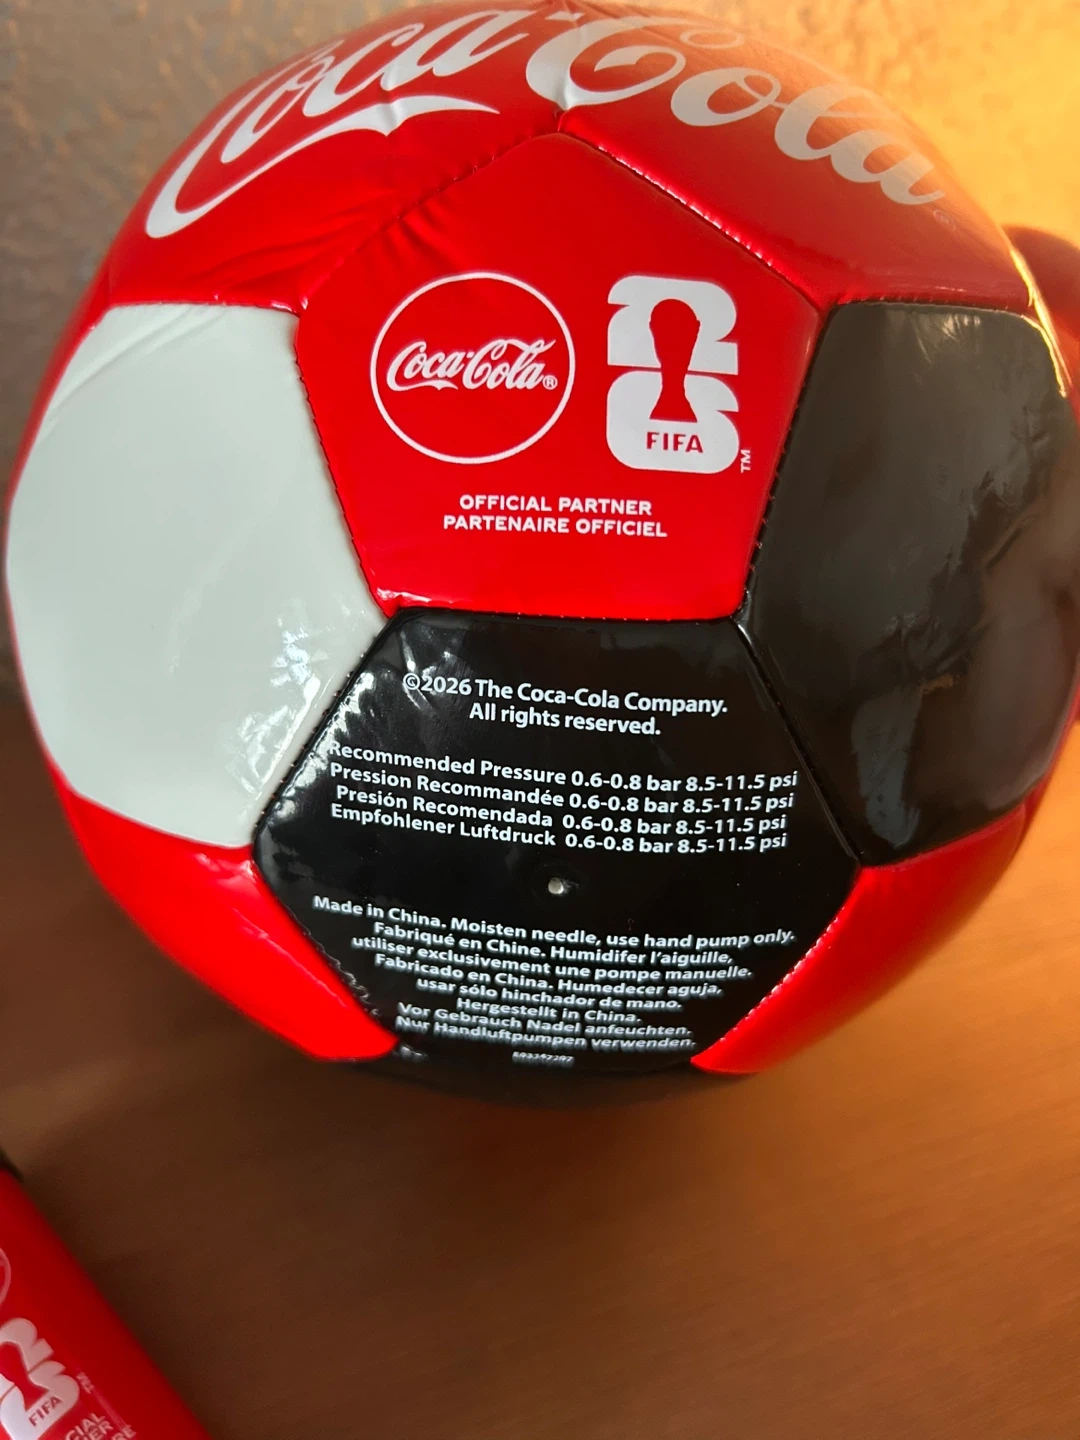 Coca-Cola
Coca-Cola®
26
FIFA
TM
OFFICIAL PARTNER
PARTENAIRE OFFICIEL
©2026 The Coca-Cola Company.
All rights reserved.
Recommended Pressure 0.6-0.8 bar 8.5-11.5 psi
Pression Recommandée 0.6-0.8 bar 8.5-11.5 psi
Presión Recomendada 0.6-0.8 bar 8.5-11.5 psi
Empfohlener Luftdruck 0.6-0.8 bar 8.5-11.5 psi
Made in China. Moisten needle, use hand pump only.
Fabriqué en Chine. Humidifer l'aiguille,
utiliser exclusivement une pompe manuelle.
Fabricado en China. Humedecer aguja,
usar sólo hinchador de mano.
Hergestellt in China.
Vor Gebrauch Nadel anfeuchten,
Nur Handluftpumpen verwenden.
26
FIFA